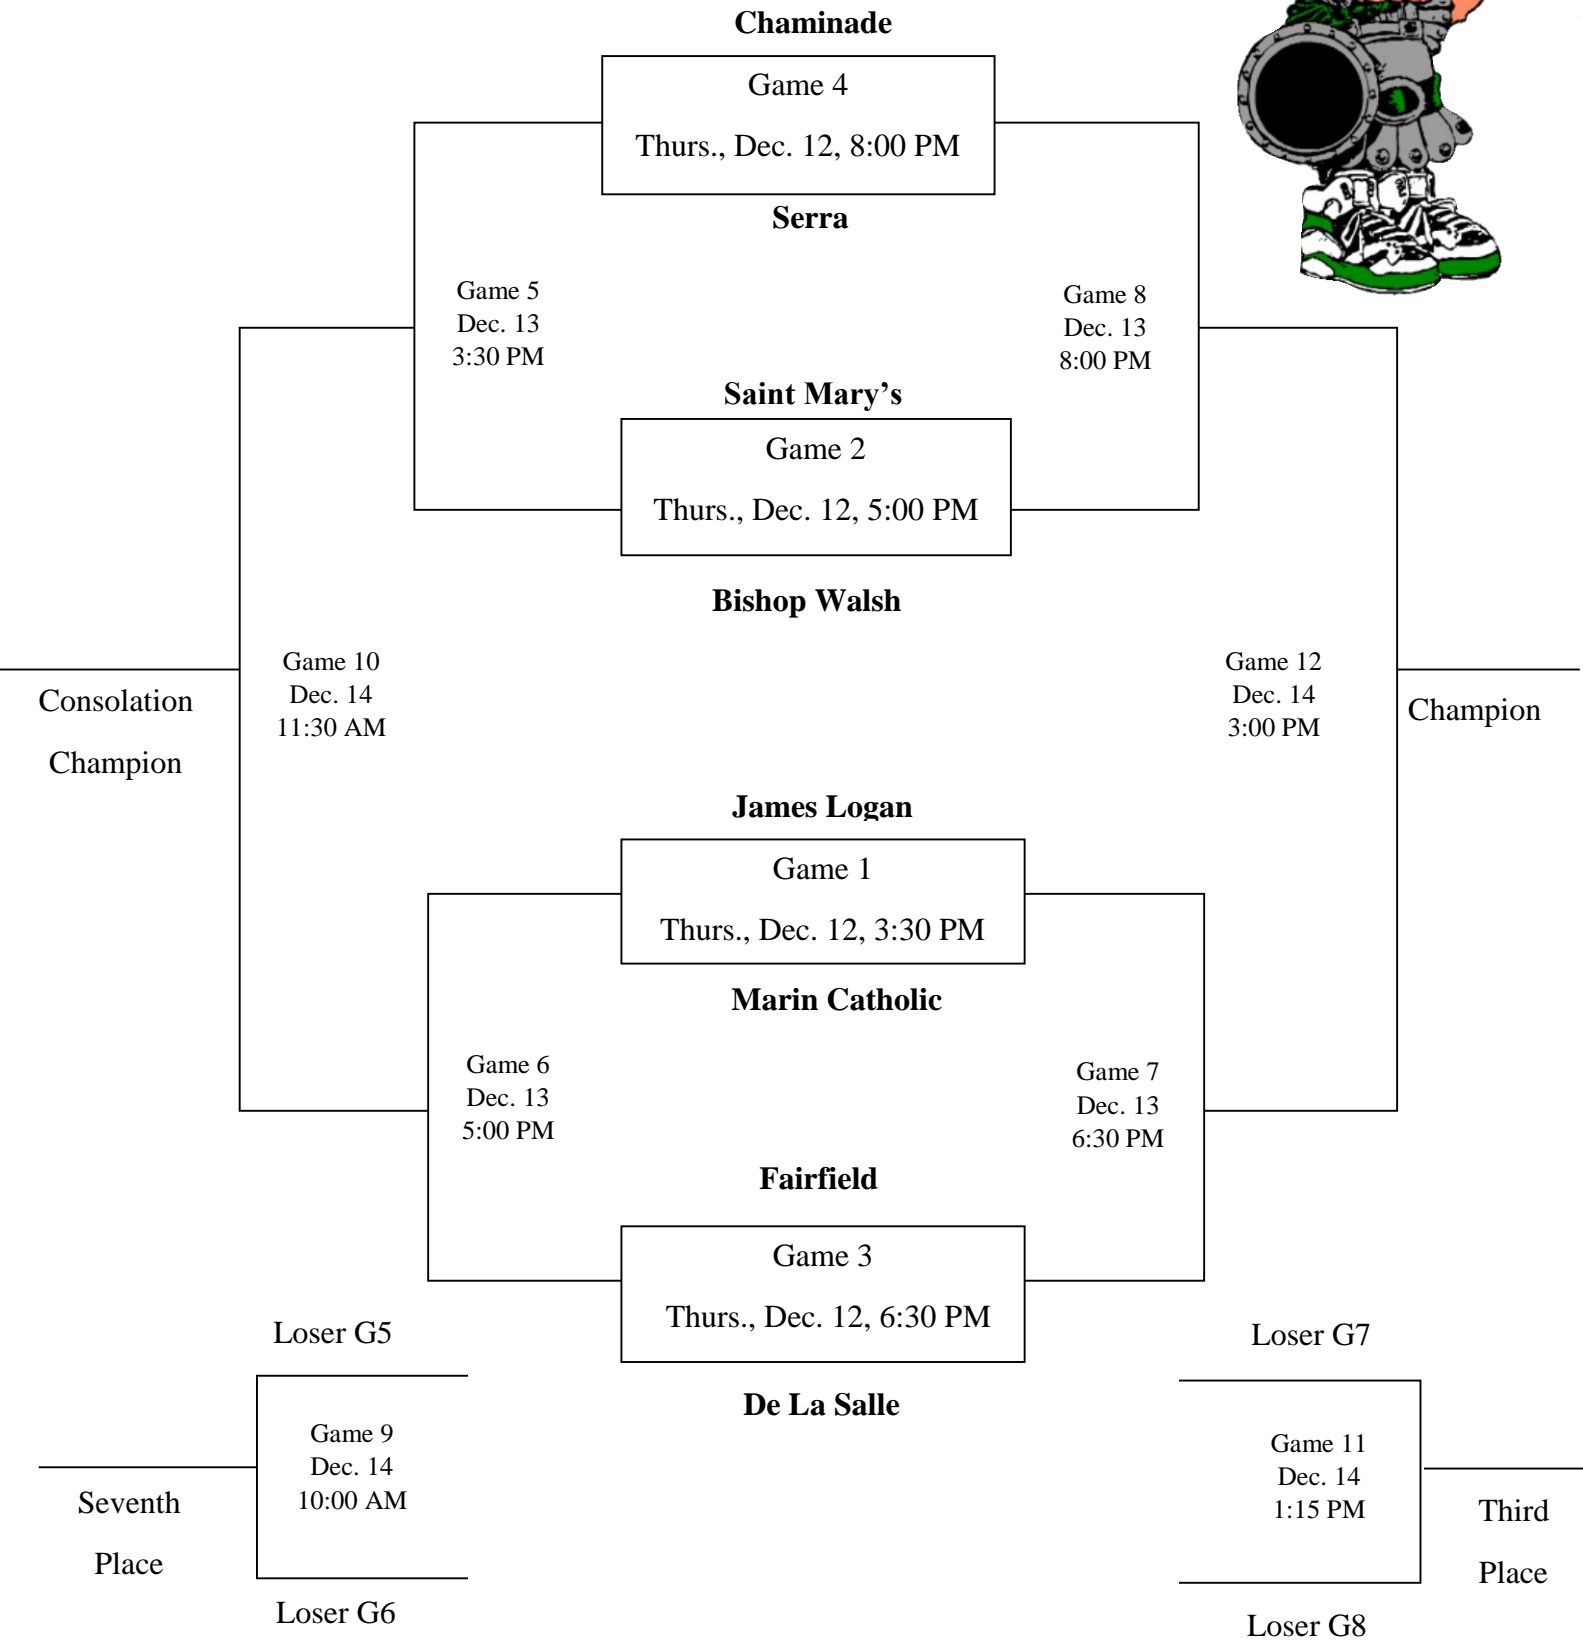 Chaminade
Game 4
Thurs., Dec. 12, 8:00 PM
Serra
Game 5
Dec. 13
3:30 PM
Game 8
Dec. 13
8:00 PM
Saint Mary’s
Game 2
Thurs., Dec. 12, 5:00 PM
Bishop Walsh
Game 10
Dec. 14
11:30 AM
Consolation
Champion
Game 12
Dec. 14
3:00 PM
Champion
James Logan
Game 1
Thurs., Dec. 12, 3:30 PM
Marin Catholic
Game 6
Dec. 13
5:00 PM
Game 7
Dec. 13
6:30 PM
Fairfield
Game 3
Thurs., Dec. 12, 6:30 PM
De La Salle
Loser G5
Game 9
Dec. 14
10:00 AM
Seventh
Place
Loser G6
Loser G7
Game 11
Dec. 14
1:15 PM
Third
Place
Loser G8